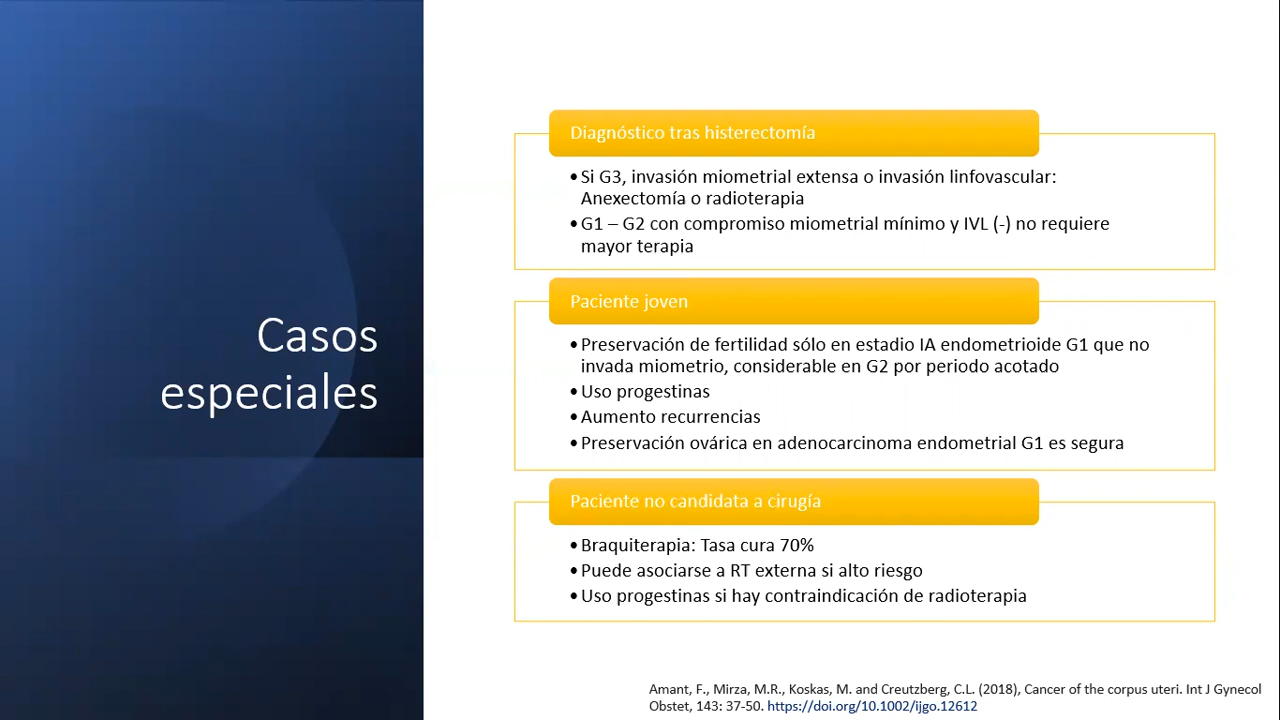 Casos
especiales
Diagnóstico tras histerectomía
•Si G3, invasión miometrial extensa o invasión linfovascular:
Anexectomía o radioterapia
•G1 – G2 con compromiso miometrial mínimo y IVL (-) no requiere
mayor terapia
Paciente joven
•Preservación de fertilidad sólo en estadio IA endometrioide G1 que no
invada miometrio, considerable en G2 por periodo acotado
•Uso progestinas
•Aumento recurrencias
•Preservación ovárica en adenocarcinoma endometrial G1 es segura
Paciente no candidata a cirugía
•Braquiterapia: Tasa cura 70%
•Puede asociarse a RT externa si alto riesgo
•Uso progestinas si hay contraindicación de radioterapia
Amant, F., Mirza, M.R., Koskas, M. and Creutzberg, C.L. (2018), Cancer of the corpus uteri. Int J Gynecol
Obstet, 143: 37-50. https://doi.org/10.1002/ijgo.12612